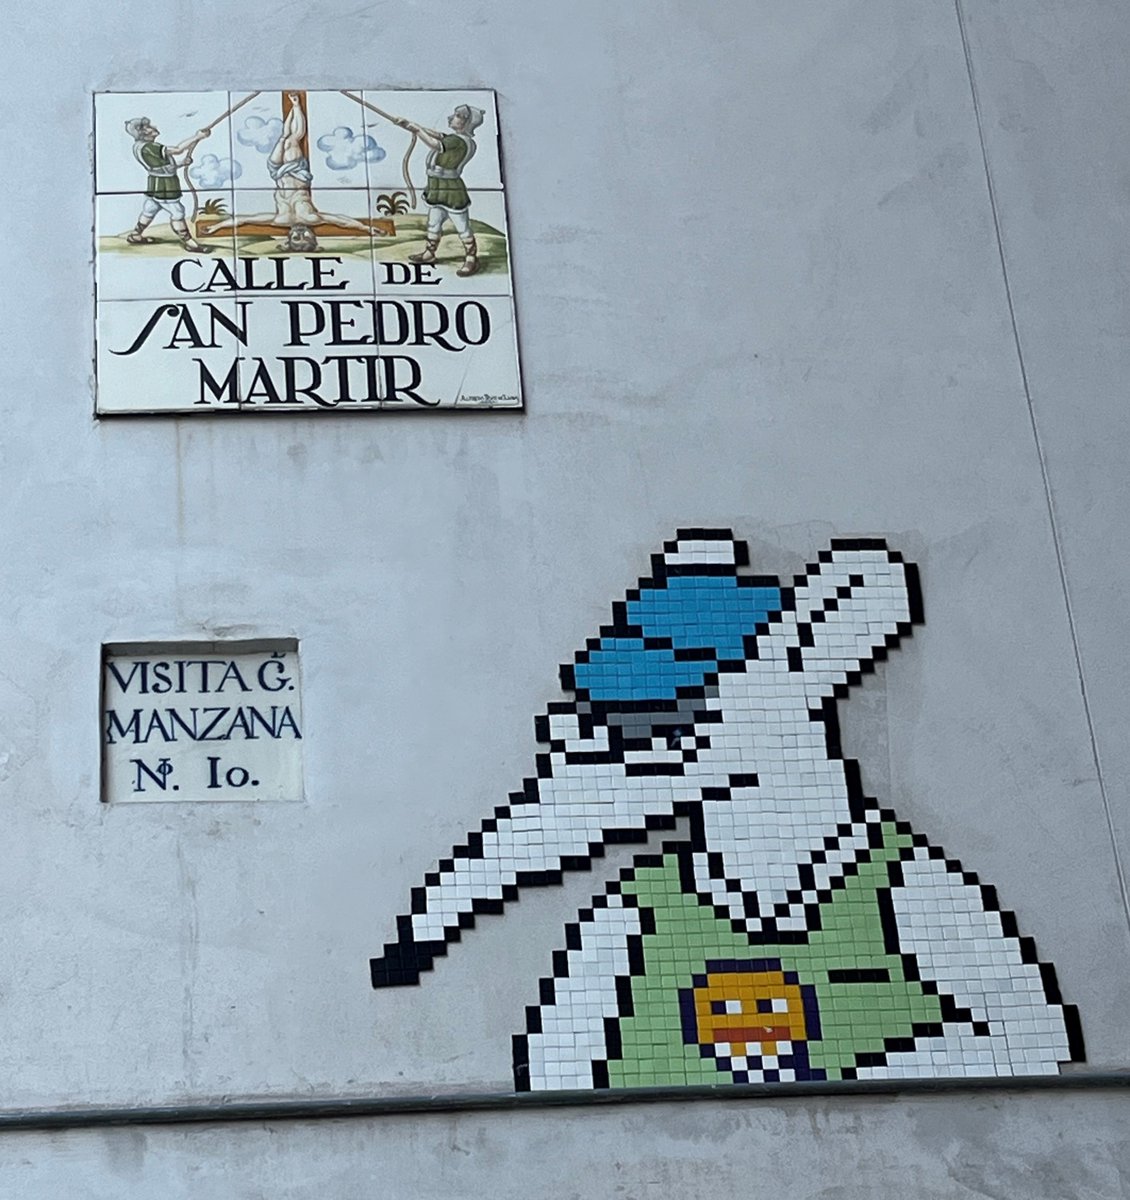 CALLE DE
SAN PEDRO
MARTIR
VISITA G.
MANZANA
Nº. 10.